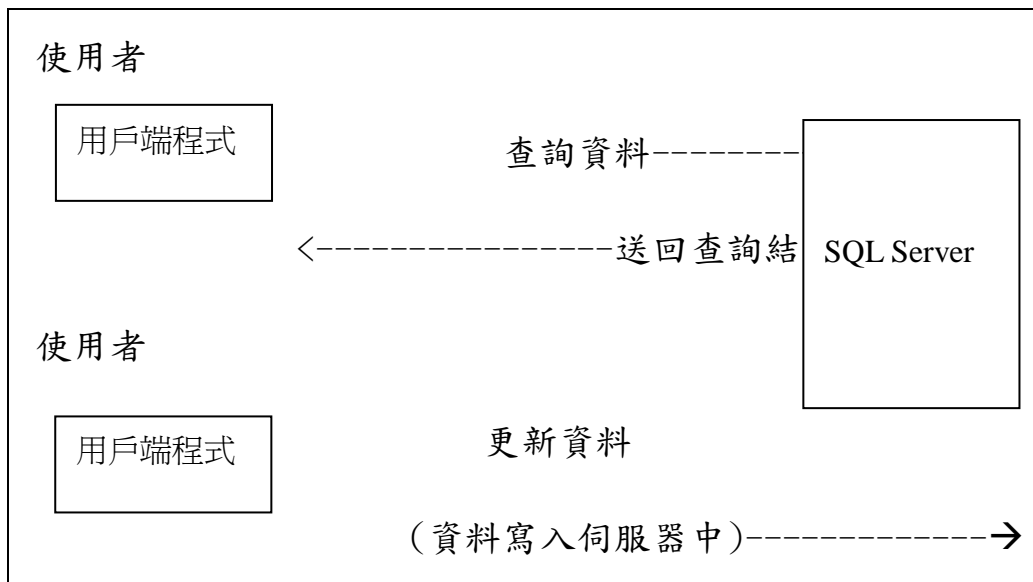 使用者
用戶端程式
查詢資料--------
<----------------送回查詢結
SQL Server
使用者
用戶端程式
更新資料
(資料寫入伺服器中)-------------→